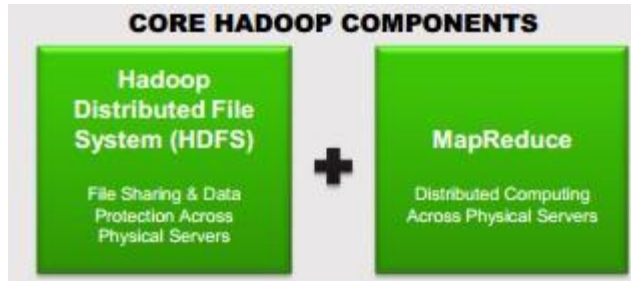 CORE HADOOP COMPONENTS
Hadoop
Distributed File
System (HDFS)
File Sharing & Data
Protection Across
Physical Servers
MapReduce
Distributed Computing
Across Physical Servers